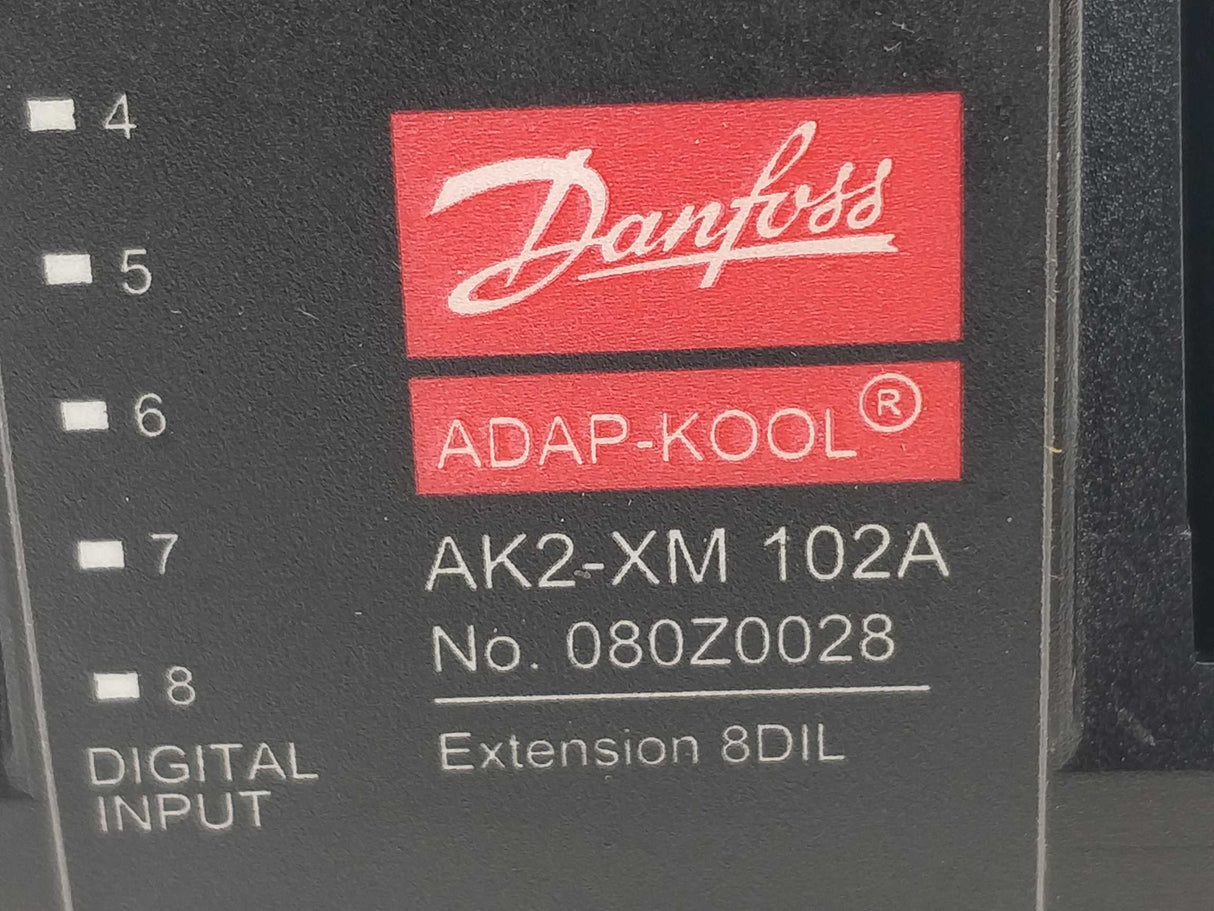 4
5
6
7
8
DIGITAL
INPUT
Danfoss
ADAP-KOOL®
AK2-XM 102A
No. 080Z0028
Extension 8DIL